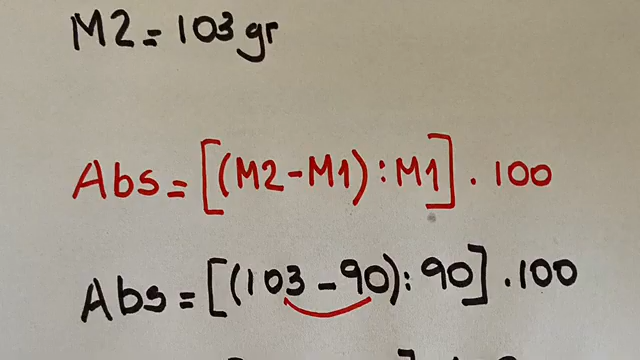 M2 = 103 gr
Abs = [(M2 - M1) : M1] . 100
Abs = [(103 - 90) : 90] . 100